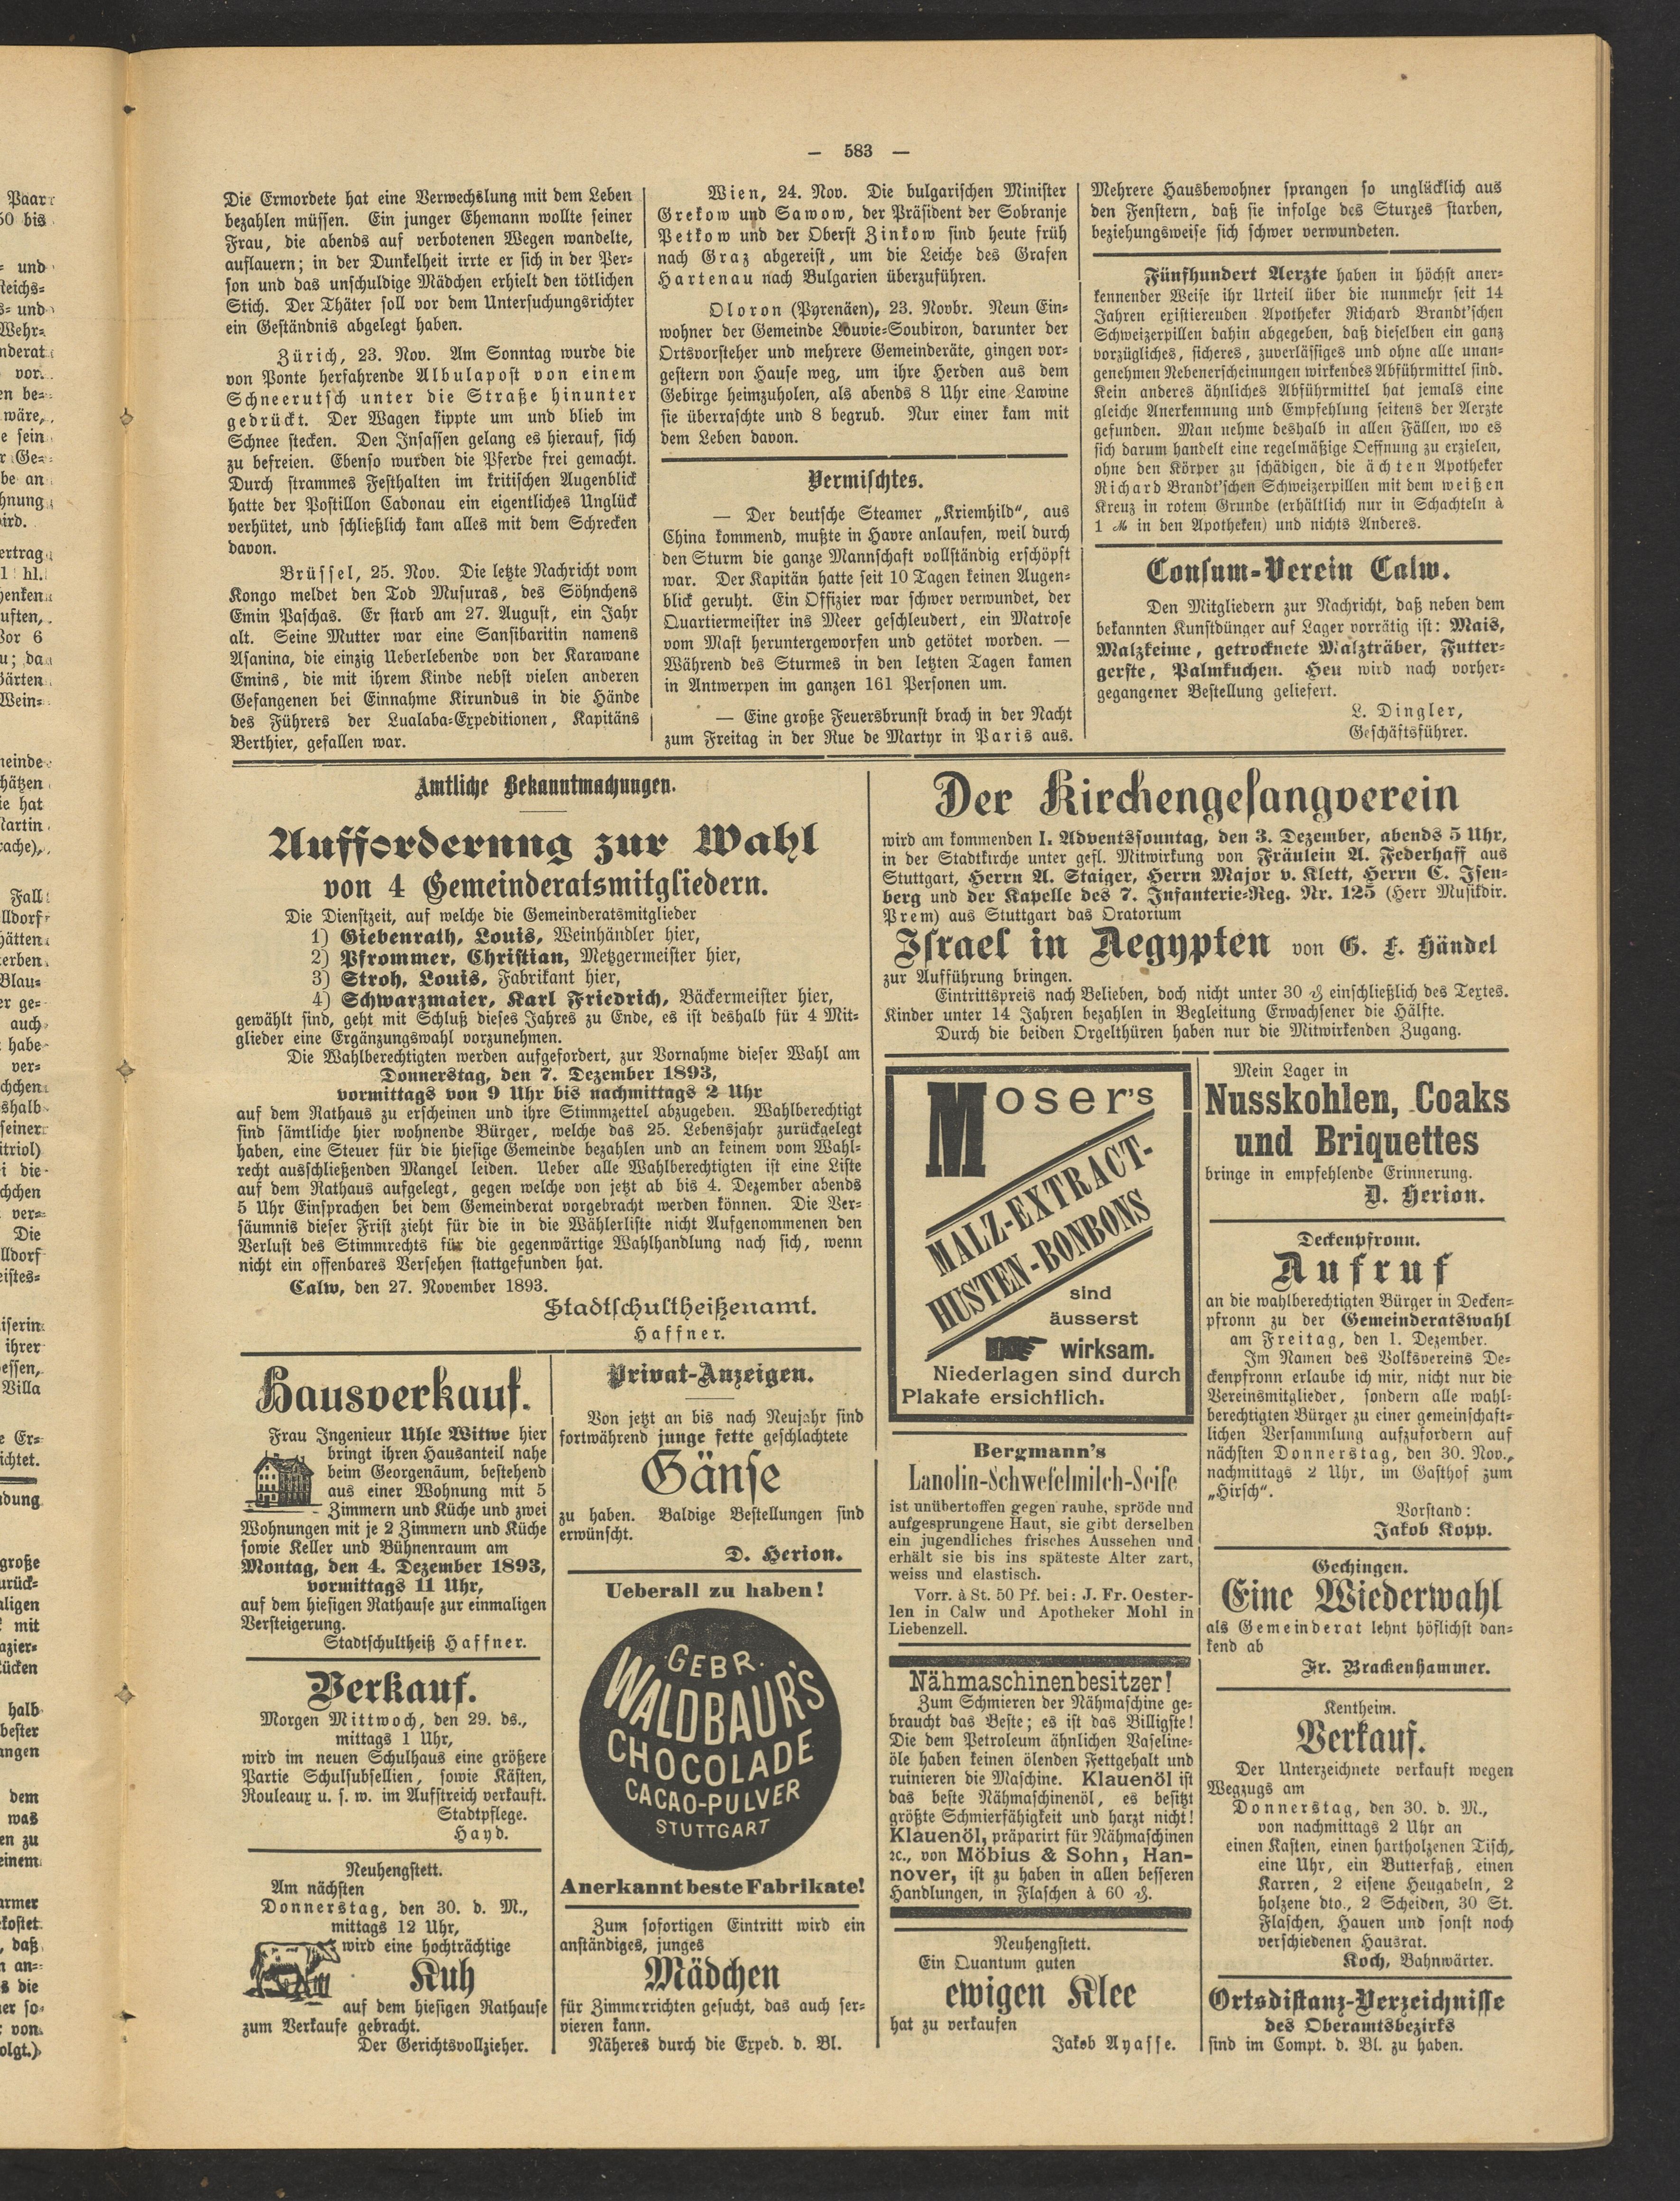 — 583 —
Die Ermordete hat eine Verwechslung mit dem Leben
bezahlen müssen. Ein junger Ehemann wollte seiner
Frau, die abends auf verbotenen Wegen wandelte,
auflauern; in der Dunkelheit irrte er sich in der Per-
son und das unschuldige Mädchen erhielt den tötlichen
Stich. Der Thäter soll vor dem Untersuchungsrichter
ein Geständnis abgelegt haben.
Zürich, 23. Nov. Am Sonntag wurde die
von Ponte herfahrende Albulapost von einem
Schneerutsch unter die Straße hinunter
gedrückt. Der Wagen kippte um und blieb im
Schnee stecken. Den Insassen gelang es hierauf, sich
zu befreien. Ebenso wurden die Pferde frei gemacht.
Durch strammes Festhalten im kritischen Augenblick
hatte der Postillon Cadonau ein eigentliches Unglück
verhütet, und schließlich kam alles mit dem Schrecken
davon.
Brüssel, 25. Nov. Die letzte Nachricht vom
Kongo meldet den Tod Musuras, des Söhnchens
Emin Paschas. Er starb am 27. August, ein Jahr
alt. Seine Mutter war eine Sansibaritin namens
Asanina, die einzig Ueberlebende von der Karawane
Emins, die mit ihrem Kinde nebst vielen anderen
Gefangenen bei Einnahme Kirundus in die Hände
des Führers der Lualaba-Expeditionen, Kapitäns
Berthier, gefallen war.
Wien, 24. Nov. Die bulgarischen Minister
Grekow und Sawow, der Präsident der Sobranje
Petkow und der Oberst Zinkow sind heute früh
nach Graz abgereist, um die Leiche des Grafen
Hartenau nach Bulgarien überzuführen.
Oloron (Pyrenäen), 23. Novbr. Neun Ein-
wohner der Gemeinde Louvie-Soubiron, darunter der
Ortsvorsteher und mehrere Gemeinderäte, gingen vor-
gestern von Hause weg, um ihre Herden aus dem
Gebirge heimzuholen, als abends 8 Uhr eine Lawine
sie überraschte und 8 begrub. Nur einer kam mit
dem Leben davon.
Vermischtes.
— Der deutsche Steamer „Kriemhild“, aus
China kommend, mußte in Havre anlaufen, weil durch
den Sturm die ganze Mannschaft vollständig erschöpft
war. Der Kapitän hatte seit 10 Tagen keinen Augen-
blick geruht. Ein Offizier war schwer verwundet, der
Quartiermeister ins Meer geschleudert, ein Matrose
vom Mast heruntergeworfen und getötet worden. —
Während des Sturmes in den letzten Tagen kamen
in Antwerpen im ganzen 161 Personen um.
— Eine große Feuersbrunst brach in der Nacht
zum Freitag in der Rue de Martyr in Paris aus.
Mehrere Hausbewohner sprangen so unglücklich aus
den Fenstern, daß sie infolge des Sturzes starben,
beziehungsweise sich schwer verwundeten.
Fünfhundert Aerzte haben in höchst aner-
kennender Weise ihr Urteil über die nunmehr seit 14
Jahren existierenden Apotheker Richard Brandt'schen
Schweizerpillen dahin abgegeben, daß dieselben ein ganz
vorzügliches, sicheres, zuverlässiges und ohne alle unan-
genehmen Nebenerscheinungen wirkendes Abführmittel sind.
Kein anderes ähnliches Abführmittel hat jemals eine
gleiche Anerkennung und Empfehlung seitens der Aerzte
gefunden. Man nehme deshalb in allen Fällen, wo es
sich darum handelt eine regelmäßige Oeffnung zu erzielen,
ohne den Körper zu schädigen, die ächten Apotheker
Richard Brandt'schen Schweizerpillen mit dem weißen
Kreuz in rotem Grunde (erhältlich nur in Schachteln à
1 ℳ in den Apotheken) und nichts Anderes.
Consum-Verein Calw.
Den Mitgliedern zur Nachricht, daß neben dem
bekannten Kunstdünger auf Lager vorrätig ist: Mais,
Malzkeime, getrocknete Malzträber, Futter-
gerste, Palmkuchen. Heu wird nach vorher-
gegangener Bestellung geliefert.
L. Dingler,
Geschäftsführer.
Amtliche Bekanntmachungen.
Aufforderung zur Wahl
von 4 Gemeinderatsmitgliedern.
Die Dienstzeit, auf welche die Gemeinderatsmitglieder
1) Giebenrath, Louis, Weinhändler hier,
2) Pfrommer, Christian, Metzgermeister hier,
3) Stroh, Louis, Fabrikant hier,
4) Schwarzmaier, Karl Friedrich, Bäckermeister hier,
gewählt sind, geht mit Schluß dieses Jahres zu Ende, es ist deshalb für 4 Mit-
glieder eine Ergänzungswahl vorzunehmen.
Die Wahlberechtigten werden aufgefordert, zur Vornahme dieser Wahl am
Donnerstag, den 7. Dezember 1893,
vormittags von 9 Uhr bis nachmittags 2 Uhr
auf dem Rathaus zu erscheinen und ihre Stimmzettel abzugeben. Wahlberechtigt
sind sämtliche hier wohnende Bürger, welche das 25. Lebensjahr zurückgelegt
haben, eine Steuer für die hiesige Gemeinde bezahlen und an keinem vom Wahl-
recht ausschließenden Mangel leiden. Ueber alle Wahlberechtigten ist eine Liste
auf dem Rathaus aufgelegt, gegen welche von jetzt ab bis 4. Dezember abends
5 Uhr Einsprachen bei dem Gemeinderat vorgebracht werden können. Die Ver-
säumnis dieser Frist zieht für die in die Wählerliste nicht Aufgenommenen den
Verlust des Stimmrechts für die gegenwärtige Wahlhandlung nach sich, wenn
nicht ein offenbares Versehen stattgefunden hat.
Calw, den 27. November 1893.
Stadtschultheißenamt.
Haffner.
Hausverkauf.
Frau Ingenieur Uhle Witwe hier
bringt ihren Hausanteil nahe
beim Georgenäum, bestehend
aus einer Wohnung mit 5
Zimmern und Küche und zwei
Wohnungen mit je 2 Zimmern und Küche
sowie Keller und Bühnenraum am
Montag, den 4. Dezember 1893,
vormittags 11 Uhr,
auf dem hiesigen Rathause zur einmaligen
Versteigerung.
Stadtschultheiß Haffner.
Verkauf.
Morgen Mittwoch, den 29. ds.,
mittags 1 Uhr,
wird im neuen Schulhaus eine größere
Partie Schulsubsellien, sowie Kästen,
Rouleaux u. s. w. im Aufstreich verkauft.
Stadtpflege.
Hayd.
Neuhengstett.
Am nächsten
Donnerstag, den 30. d. M.,
mittags 12 Uhr,
wird eine hochträchtige
Kuh
auf dem hiesigen Rathause
zum Verkaufe gebracht.
Der Gerichtsvollzieher.
Privat-Anzeigen.
Von jetzt an bis nach Neujahr sind
fortwährend junge fette geschlachtete
Gänse
zu haben. Baldige Bestellungen sind
erwünscht.
D. Herion.
Ueberall zu haben!
GEBR.
WALDBAUR'S
CHOCOLADE
CACAO-PULVER
STUTTGART
Anerkannt beste Fabrikate!
Zum sofortigen Eintritt wird ein
anständiges, junges
Mädchen
für Zimmerrichten gesucht, das auch ser-
vieren kann.
Näheres durch die Exped. d. Bl.
Der Kirchengesangverein
wird am kommenden I. Adventssonntag, den 3. Dezember, abends 5 Uhr,
in der Stadtkirche unter gefl. Mitwirkung von Fräulein A. Federhaff aus
Stuttgart, Herrn A. Staiger, Herrn Major v. Klett, Herrn C. Isen-
berg und der Kapelle des 7. Infanterie-Reg. Nr. 125 (Herr Musikdir.
Prem) aus Stuttgart das Oratorium
Israel in Aegypten von G. F. Händel
zur Aufführung bringen.
Eintrittspreis nach Belieben, doch nicht unter 30 ₰ einschließlich des Textes.
Kinder unter 14 Jahren bezahlen in Begleitung Erwachsener die Hälfte.
Durch die beiden Orgelthüren haben nur die Mitwirkenden Zugang.
Moser's
MALZ-EXTRACT-
HUSTEN-BONBONS
sind
äusserst
wirksam.
Niederlagen sind durch
Plakate ersichtlich.
Bergmann's
Lanolin-Schwefelmilch-Seife
ist unübertoffen gegen rauhe, spröde und
aufgesprungene Haut, sie gibt derselben
ein jugendliches frisches Aussehen und
erhält sie bis ins späteste Alter zart,
weiss und elastisch.
Vorr. à St. 50 Pf. bei: J. Fr. Oester-
len in Calw und Apotheker Mohl in
Liebenzell.
Nähmaschinenbesitzer!
Zum Schmieren der Nähmaschine ge-
braucht das Beste; es ist das Billigste!
Die dem Petroleum ähnlichen Vaseline-
öle haben keinen ölenden Fettgehalt und
ruinieren die Maschine. Klauenöl ist
das beste Nähmaschinenöl, es besitzt
größte Schmierfähigkeit und harzt nicht!
Klauenöl, präparirt für Nähmaschinen
ꝛc., von Möbius & Sohn, Han-
nover, ist zu haben in allen besseren
Handlungen, in Flaschen à 60 ₰.
Neuhengstett.
Ein Quantum guten
ewigen Klee
hat zu verkaufen
Jakob Ayasse.
Mein Lager in
Nusskohlen, Coaks
und Briquettes
bringe in empfehlende Erinnerung.
D. Herion.
Deckenpfronn.
Aufruf
an die wahlberechtigten Bürger in Decken-
pfronn zu der Gemeinderatswahl
am Freitag, den 1. Dezember.
Im Namen des Volksvereins De-
ckenpfronn erlaube ich mir, nicht nur die
Vereinsmitglieder, sondern alle wahl-
berechtigten Bürger zu einer gemeinschaft-
lichen Versammlung aufzufordern auf
nächsten Donnerstag, den 30. Nov.,
nachmittags 2 Uhr, im Gasthof zum
„Hirsch“.
Vorstand:
Jakob Kopp.
Gechingen.
Eine Wiederwahl
als Gemeinderat lehnt höflichst dan-
kend ab
Fr. Brackenhammer.
Kentheim.
Verkauf.
Der Unterzeichnete verkauft wegen
Wegzugs am
Donnerstag, den 30. d. M.,
von nachmittags 2 Uhr an
einen Kasten, einen hartholzenen Tisch,
eine Uhr, ein Butterfaß, einen
Karren, 2 eiserne Heugabeln, 2
holzene dto., 2 Scheiden, 30 St.
Flaschen, Hauen und sonst noch
verschiedenen Hausrat.
Koch, Bahnwärter.
Ortsdistanz-Verzeichnisse
des Oberamtsbezirks
sind im Compt. d. Bl. zu haben.